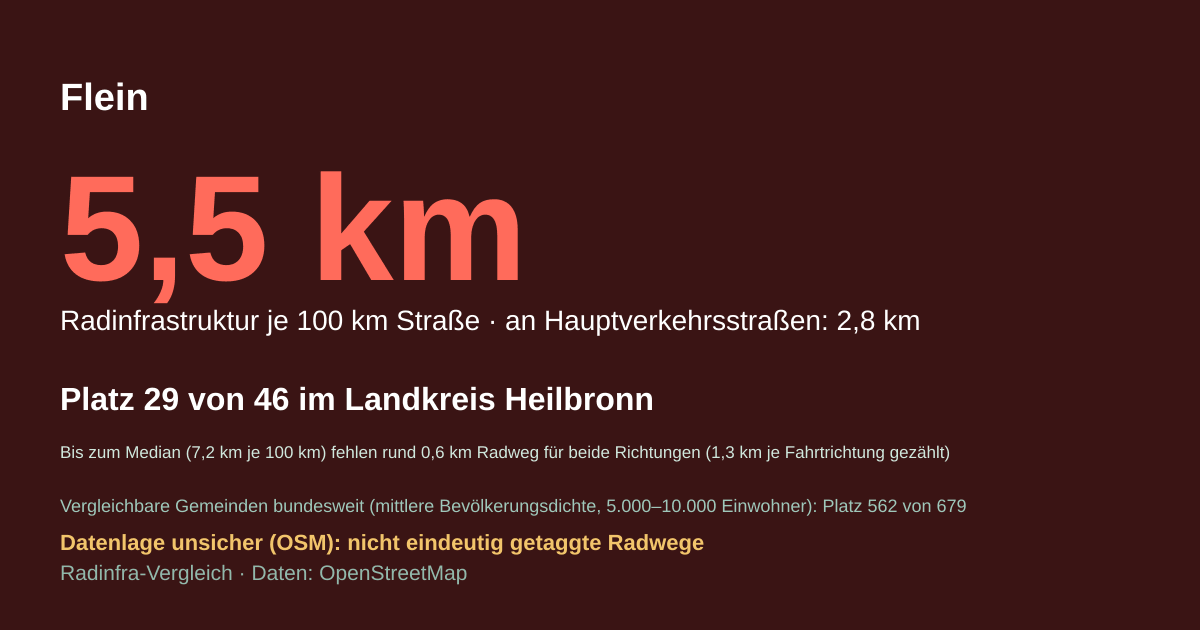 Flein
5,5 km
Radinfrastruktur je 100 km Straße · an Hauptverkehrsstraßen: 2,8 km
Platz 29 von 46 im Landkreis Heilbronn
Bis zum Median (7,2 km je 100 km) fehlen rund 0,6 km Radweg für beide Richtungen (1,3 km je Fahrtrichtung gezählt)
Vergleichbare Gemeinden bundesweit (mittlere Bevölkerungsdichte, 5.000–10.000 Einwohner): Platz 562 von 679
Datenlage unsicher (OSM): nicht eindeutig getaggte Radwege
Radinfra-Vergleich · Daten: OpenStreetMap